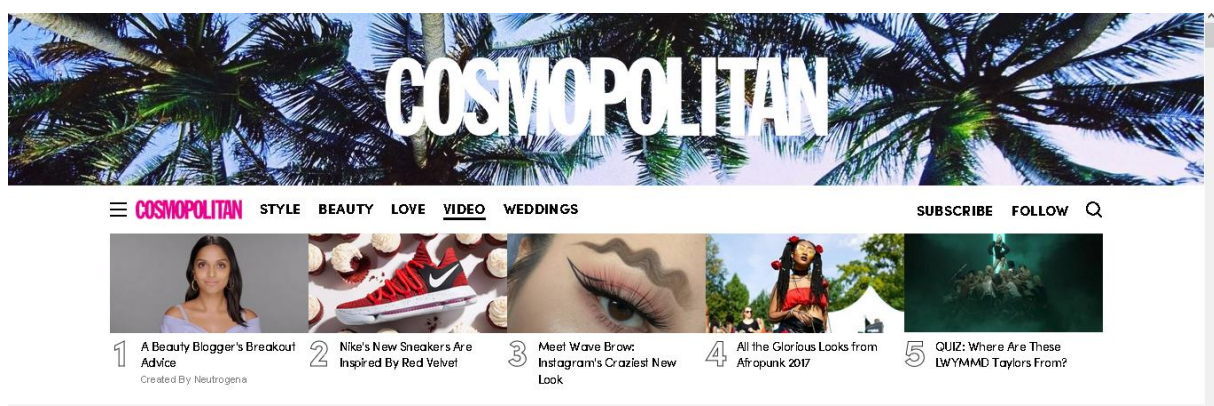 COSMOPOLITAN
COSMOPOLITAN STYLE BEAUTY LOVE VIDEO WEDDINGS SUBSCRIBE FOLLOW
1 A Beauty Blogger's Breakout
Advice
Created By Neutrogena
2 Nike's New Sneakers Are
Inspired By Red Velvet
3 Meet Wave Brow:
Instagram's Craziest New
Look
4 All the Glorious Looks from
Afropunk 2017
5 QUIZ: Where Are These
LWYMMD Taylors From?